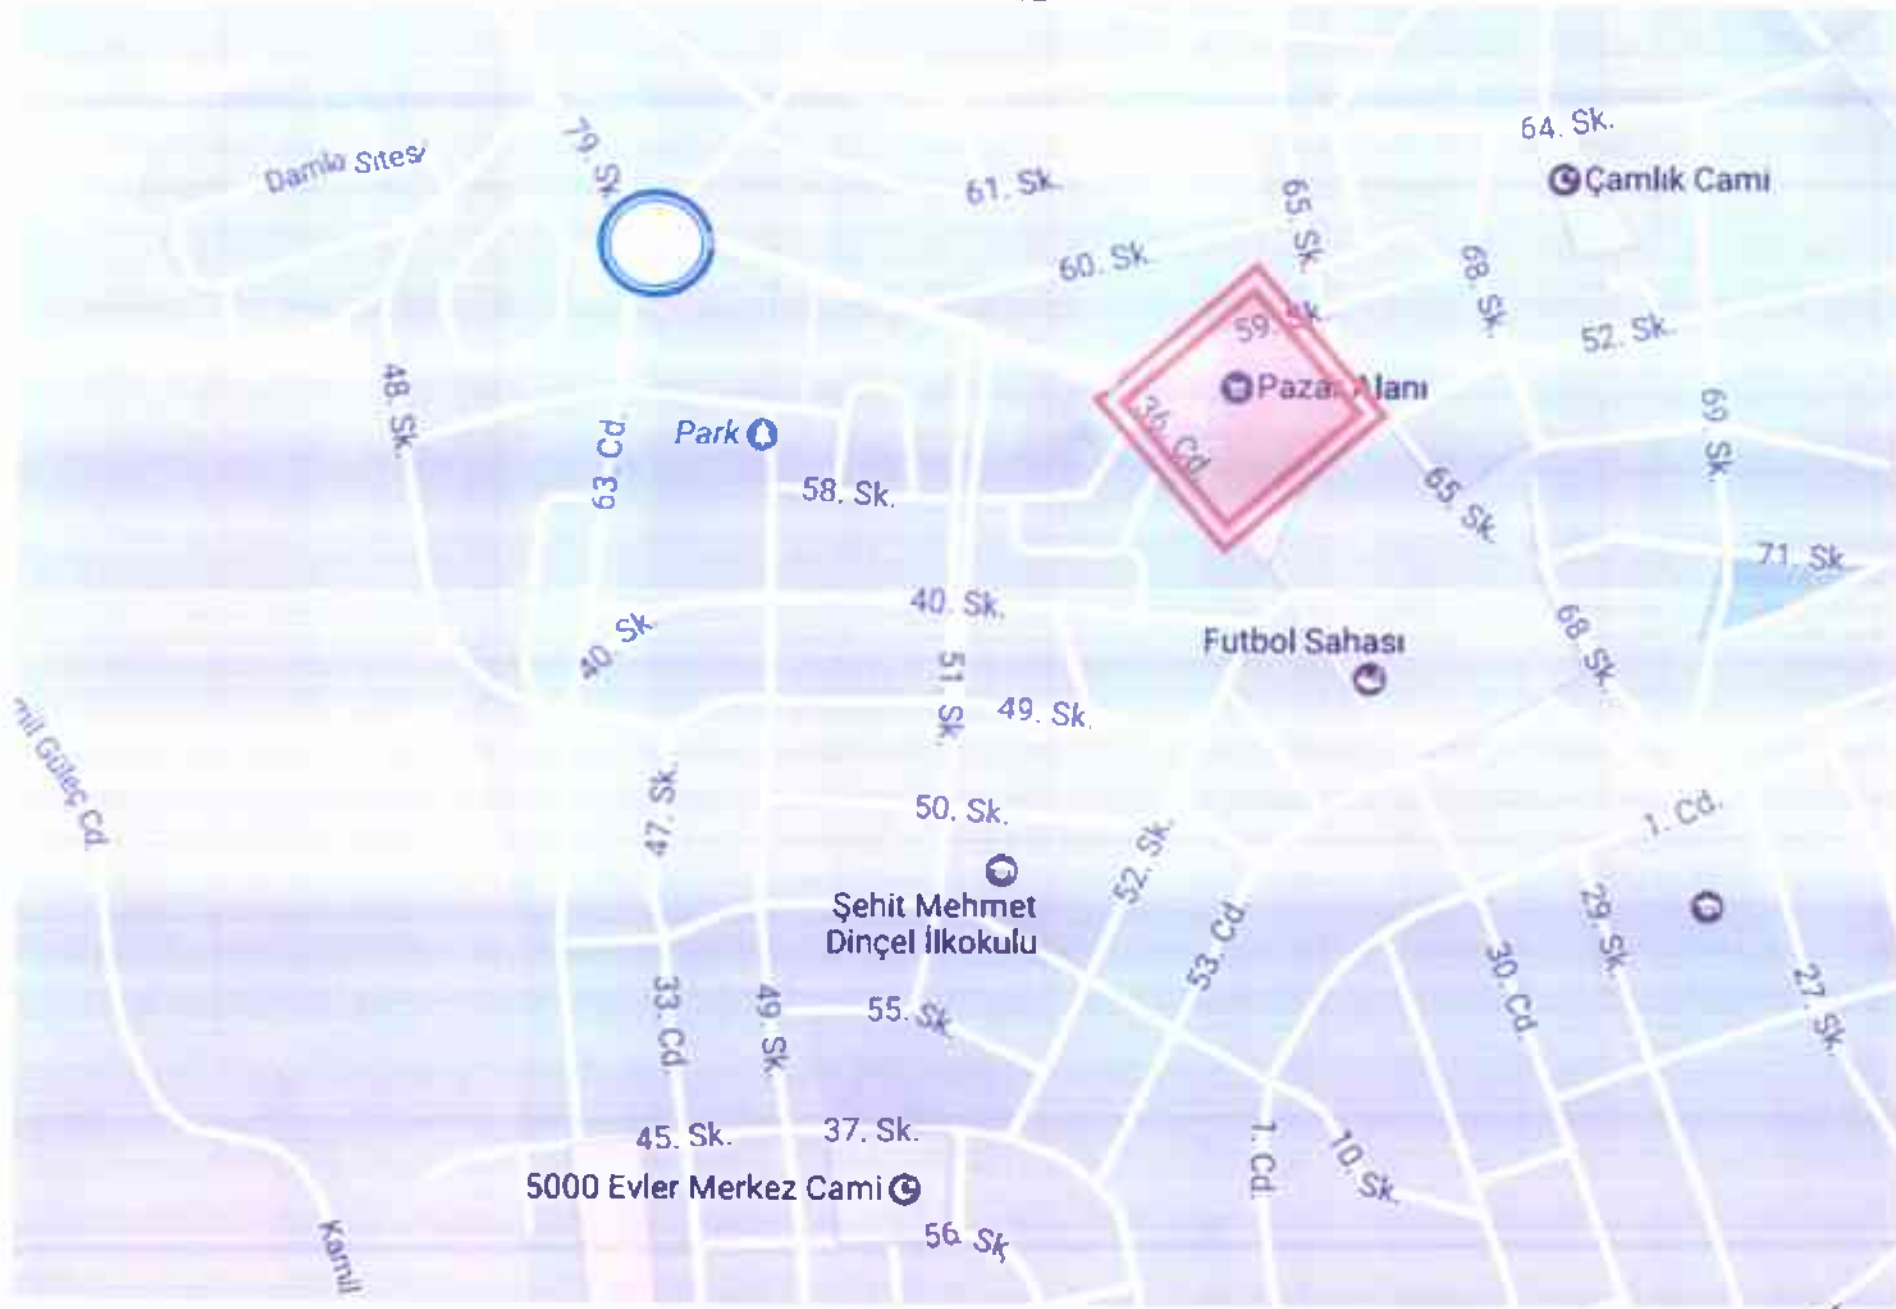 79. Sk
64. Sk.
Damla Sitesi
Çamlık Cami
61. Sk.
65. Sk.
60. Sk.
68. Sk.
59. Sk.
52. Sk.
48. Sk.
Pazar Alanı
36. Cd
69. Sk.
Park
63. Cd.
58. Sk.
65. Sk
71. Sk
40. Sk.
40. Sk
Futbol Sahası
68. Sk.
51. Sk.
49. Sk.
Güleç Cd.
47. Sk.
50. Sk.
1. Cd.
52. Sk.
Şehit Mehmet
Dinçel İlkokulu
53. Cd.
29. Sk.
30. Cd.
27. Sk.
33. Cd.
49. Sk.
55. Sk.
45. Sk.
37. Sk.
1. Cd.
10. Sk.
5000 Evler Merkez Cami
56. Sk
Kamil